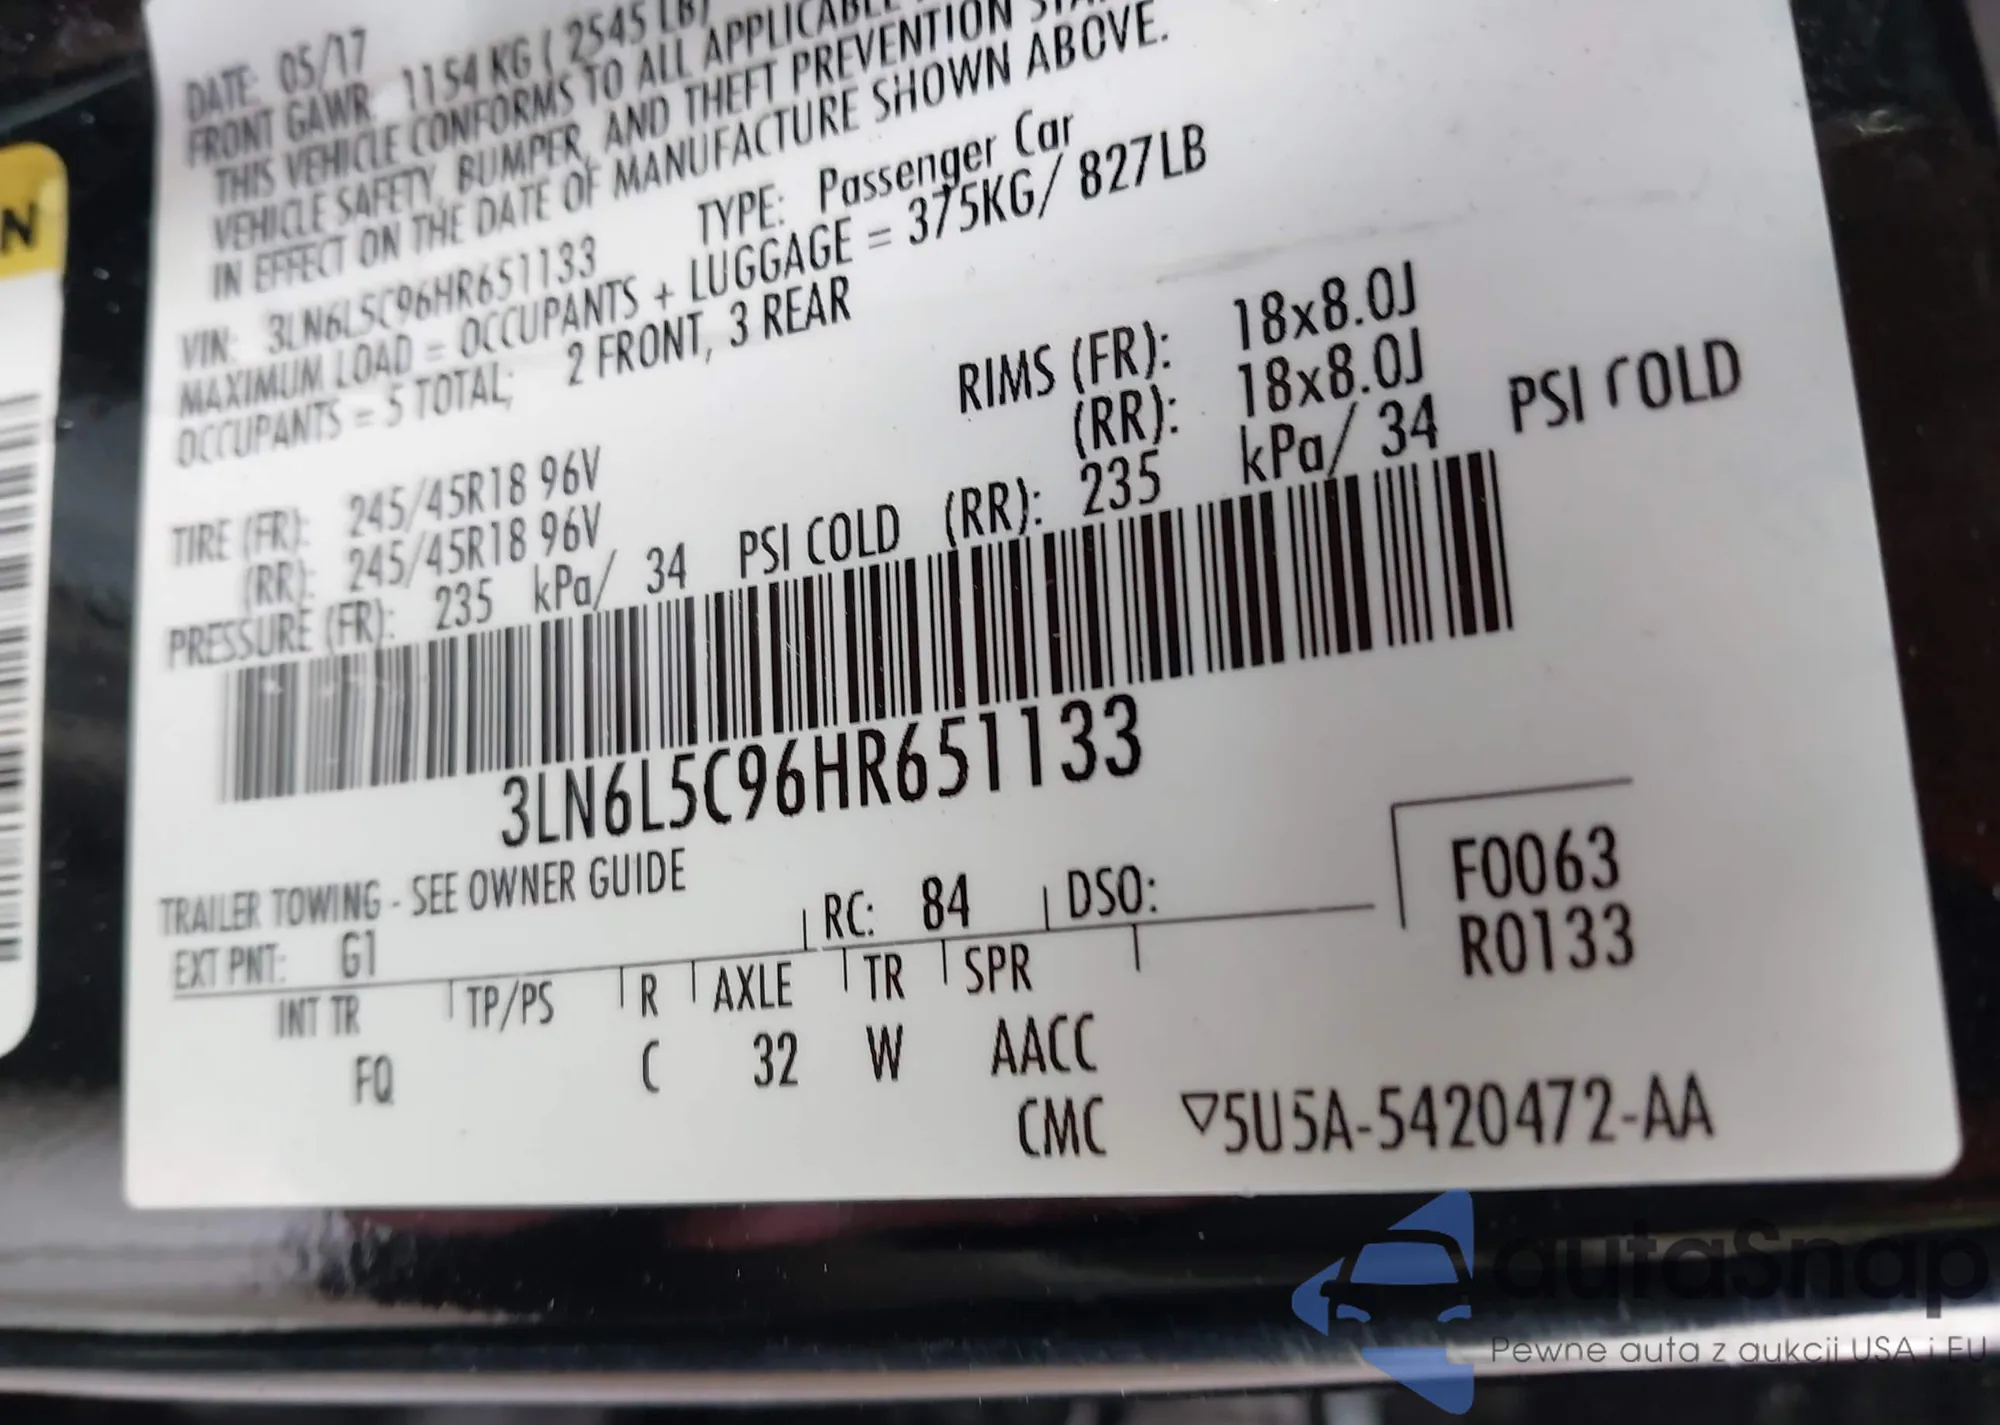 DATE: 05/17
FRONT GAWR 1154 KG ( 2545 LB)
THIS VEHICLE CONFORMS TO ALL APPLICABLE
VEHICLE SAFETY, BUMPER, AND THEFT PREVENTION
IN EFFECT ON THE DATE OF MANUFACTURE SHOWN ABOVE.
VIN: 3LN6L5C96HR651133 TYPE: Passenger Car
MAXIMUM LOAD = OCCUPANTS + LUGGAGE = 375KG/ 827LB
OCCUPANTS = 5 TOTAL; 2 FRONT, 3 REAR
TIRE (FR): 245/45R18 96V RIMS (FR): 18x8.0J
(RR): 245/45R18 96V (RR): 18x8.0J
PRESSURE (FR): 235 kPa/ 34 PSI COLD (RR): 235 kPa/ 34 PSI COLD
3LN6L5C96HR651133
TRAILER TOWING - SEE OWNER GUIDE
EXT PNT: G1 RC: 84 DSO:
F0063
R0133
INT TR TP/PS R AXLE TR SPR
FQ C 32 W AACC
CMC ▽5U5A-5420472-AA
N
autaSnap
Pewne auta z aukcji USA i EU